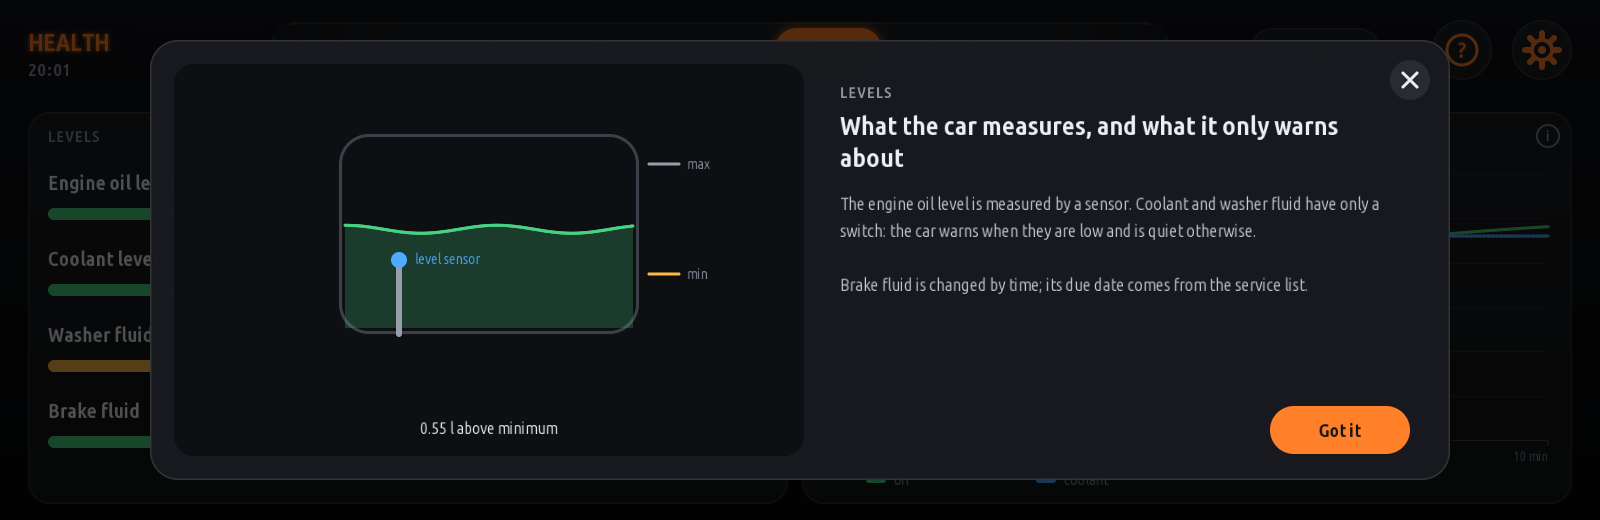 HEALTH
20:01
LEVELS
Engine oil le
Coolant leve
Washer fluid
Brake fluid
max
level sensor
min
0.55 l above minimum
LEVELS
What the car measures, and what it only warns
about
The engine oil level is measured by a sensor. Coolant and washer fluid have only a
switch: the car warns when they are low and is quiet otherwise.
Brake fluid is changed by time; its due date comes from the service list.
Got it
10 min
oil
coolant